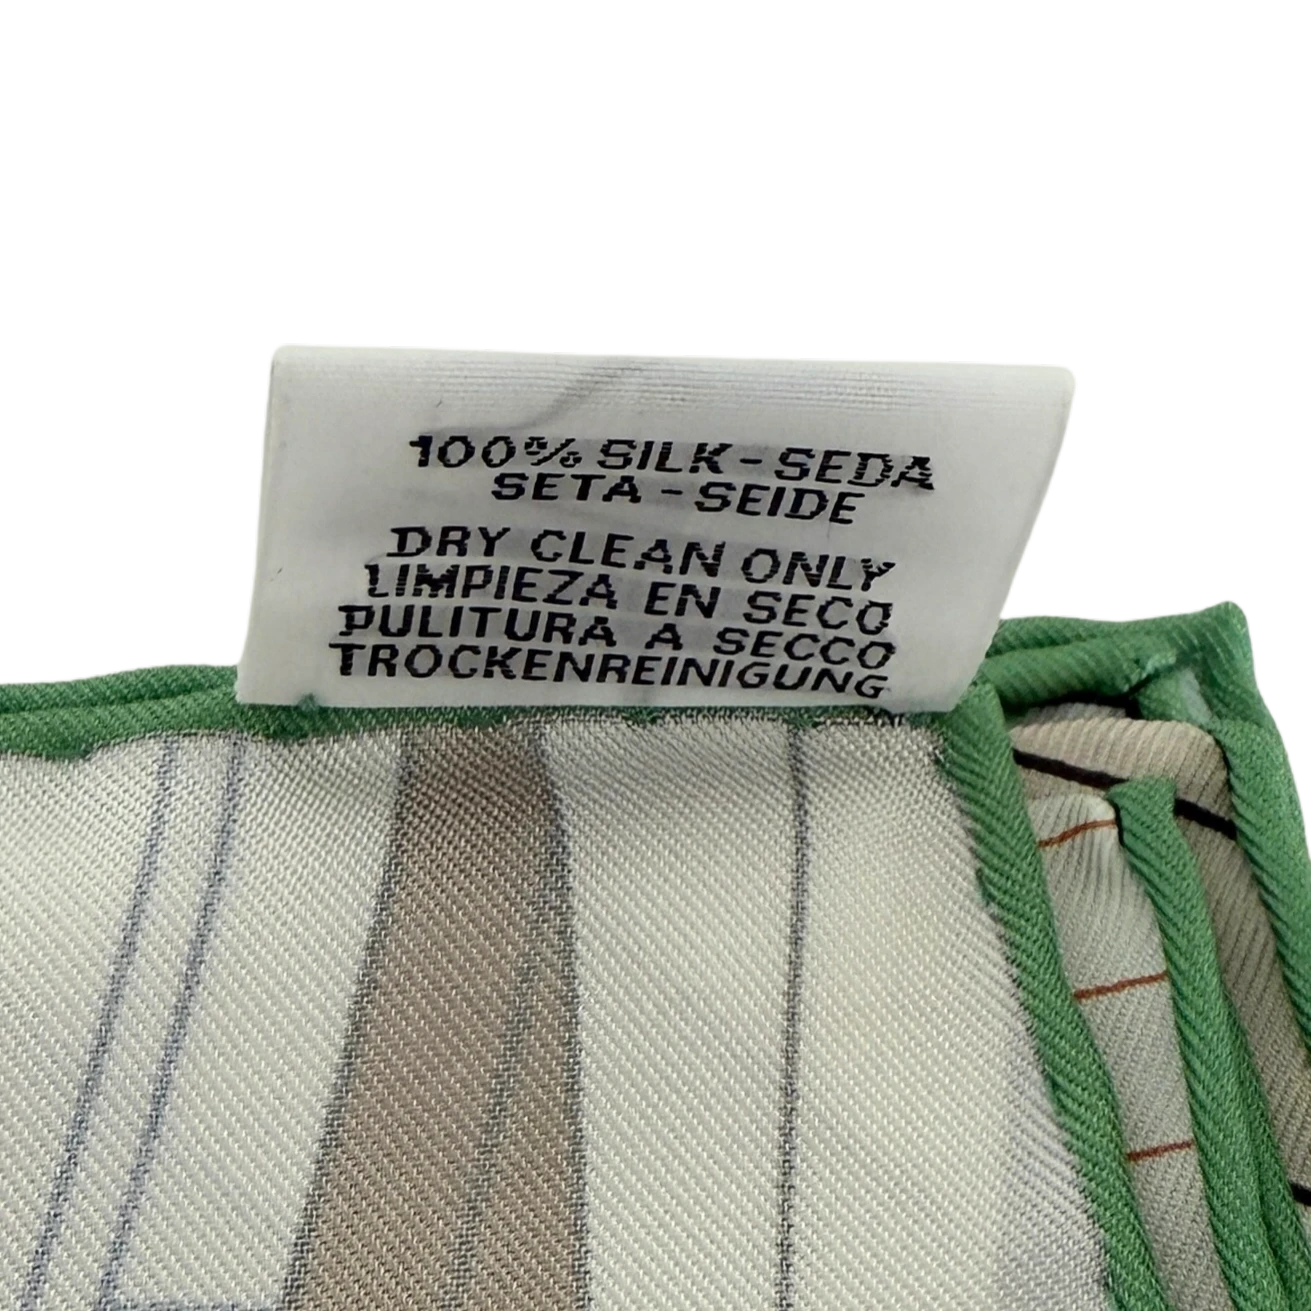 100% SILK - SEDA
SETA - SEIDE
DRY CLEAN ONLY
LIMPIEZA EN SECO
PULITURA A SECCO
TROCKENREINIGUNG